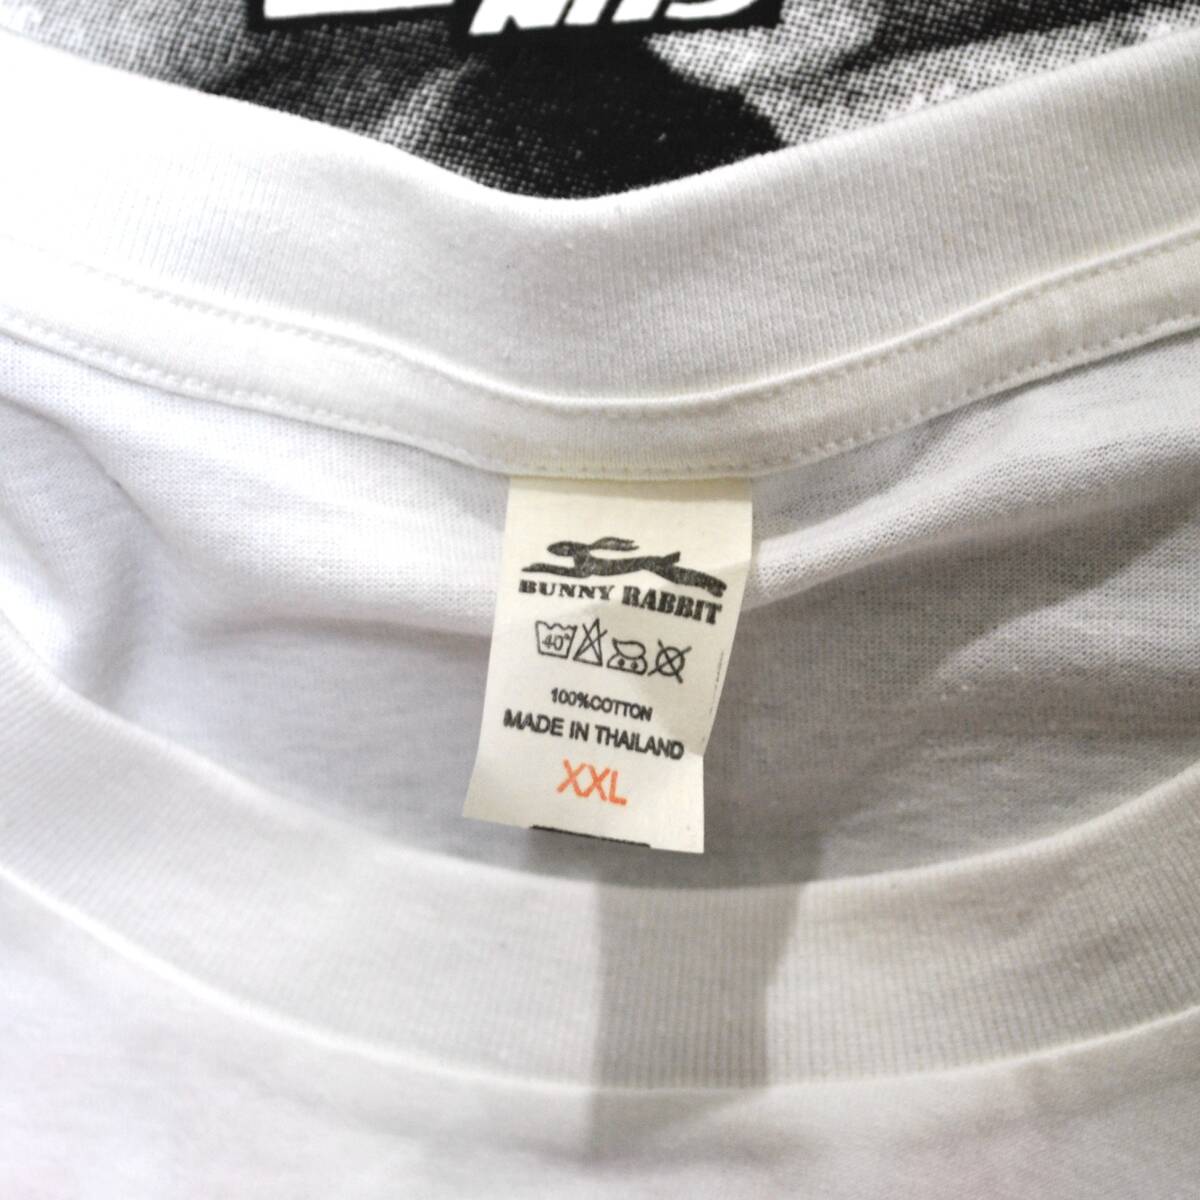 BUNNY RABBIT
40°
100%COTTON
MADE IN THAILAND
XXL